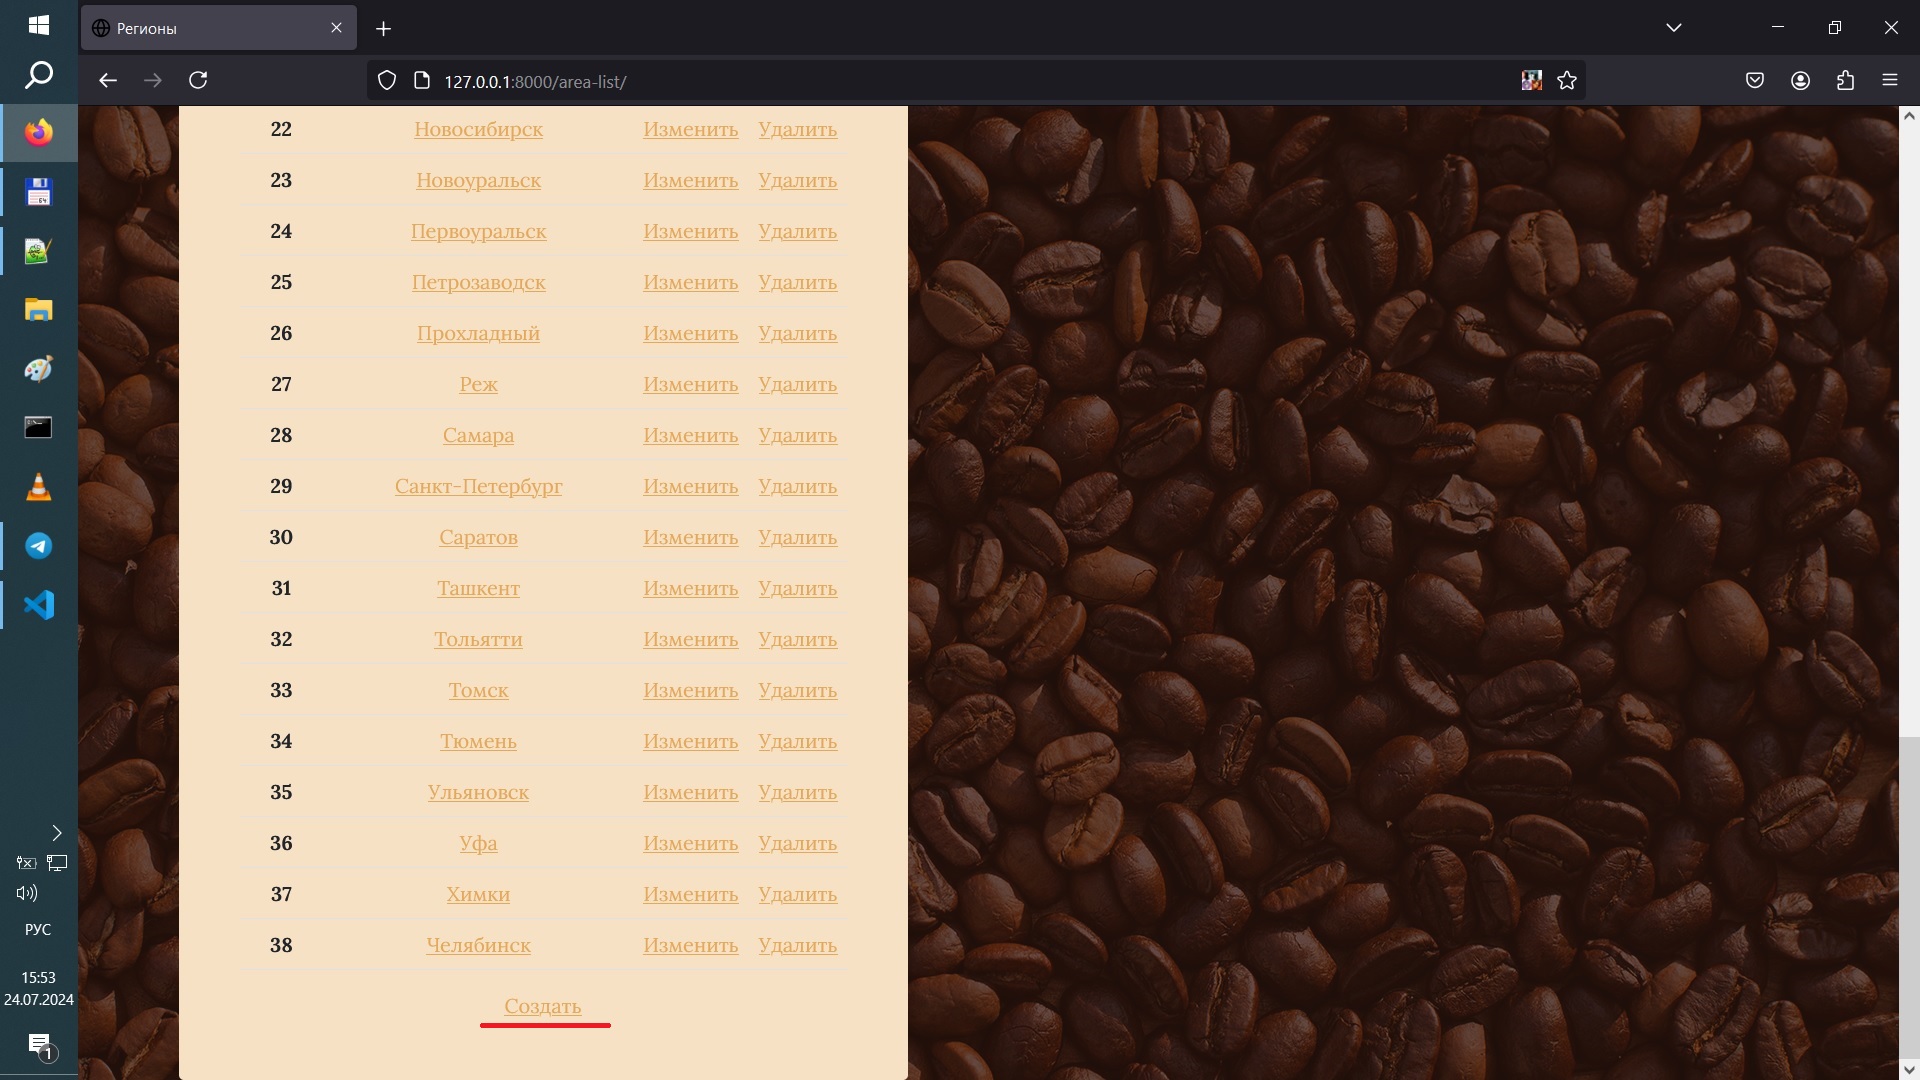 Регионы
127.0.0.1:8000/area-list/
22 Новосибирск Изменить Удалить
23 Новоуральск Изменить Удалить
24 Первоуральск Изменить Удалить
25 Петрозаводск Изменить Удалить
26 Прохладный Изменить Удалить
27 Реж Изменить Удалить
28 Самара Изменить Удалить
29 Санкт-Петербург Изменить Удалить
30 Саратов Изменить Удалить
31 Ташкент Изменить Удалить
32 Тольятти Изменить Удалить
33 Томск Изменить Удалить
34 Тюмень Изменить Удалить
35 Ульяновск Изменить Удалить
36 Уфа Изменить Удалить
37 Химки Изменить Удалить
38 Челябинск Изменить Удалить
Создать
РУС
15:53
24.07.2024
1